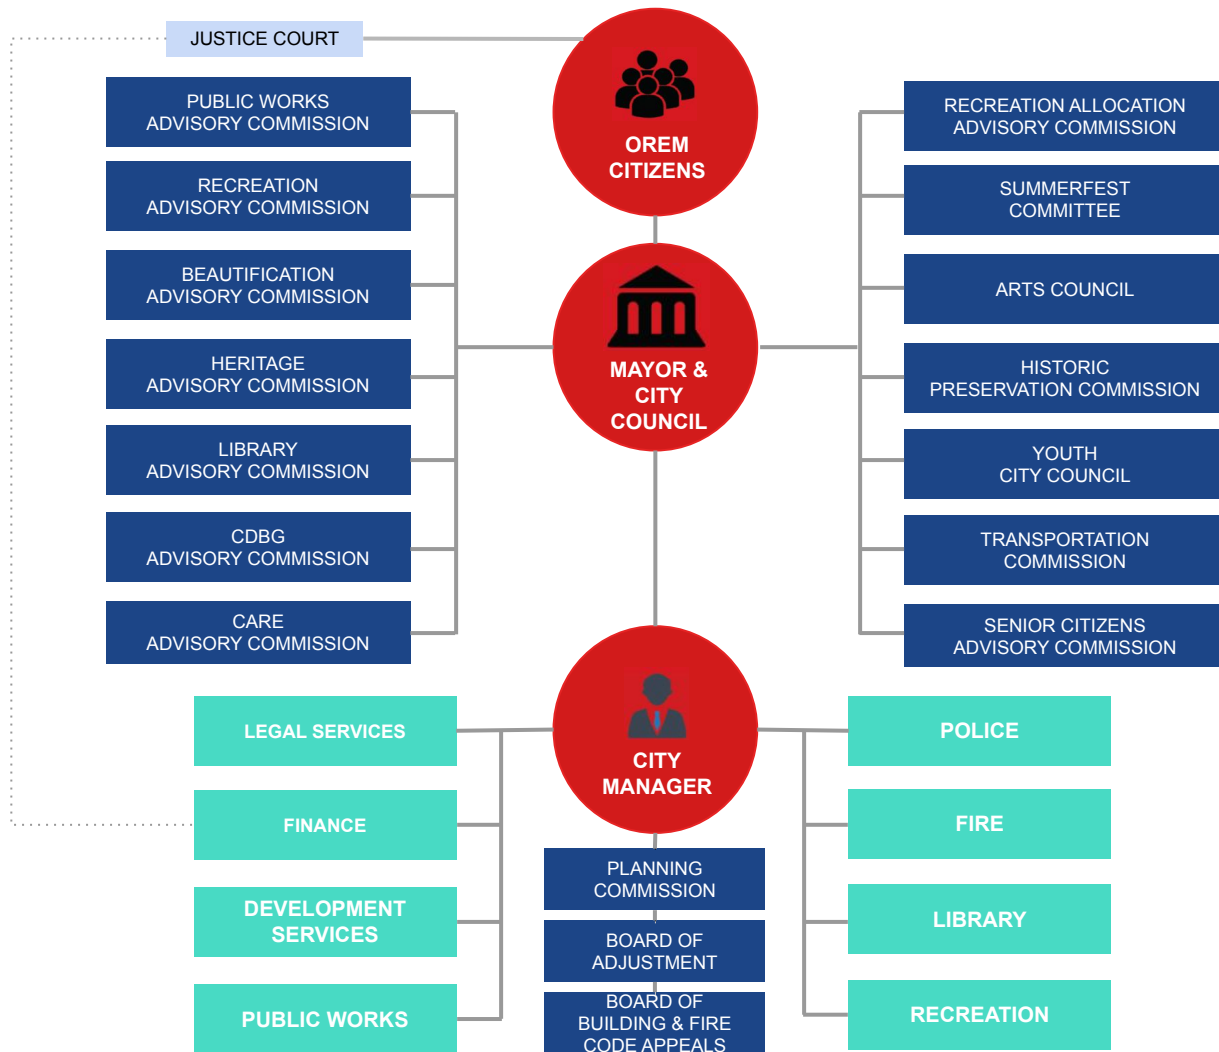 JUSTICE COURT
OREM
CITIZENS
PUBLIC WORKS
ADVISORY COMMISSION
RECREATION
ADVISORY COMMISSION
BEAUTIFICATION
ADVISORY COMMISSION
HERITAGE
ADVISORY COMMISSION
LIBRARY
ADVISORY COMMISSION
CDBG
ADVISORY COMMISSION
CARE
ADVISORY COMMISSION
MAYOR &
CITY
COUNCIL
RECREATION ALLOCATION
ADVISORY COMMISSION
SUMMERFEST
COMMITTEE
ARTS COUNCIL
HISTORIC
PRESERVATION COMMISSION
YOUTH
CITY COUNCIL
TRANSPORTATION
COMMISSION
SENIOR CITIZENS
ADVISORY COMMISSION
CITY
MANAGER
LEGAL SERVICES
FINANCE
DEVELOPMENT
SERVICES
PUBLIC WORKS
PLANNING
COMMISSION
BOARD OF
ADJUSTMENT
BOARD OF
BUILDING & FIRE
CODE APPEALS
POLICE
FIRE
LIBRARY
RECREATION